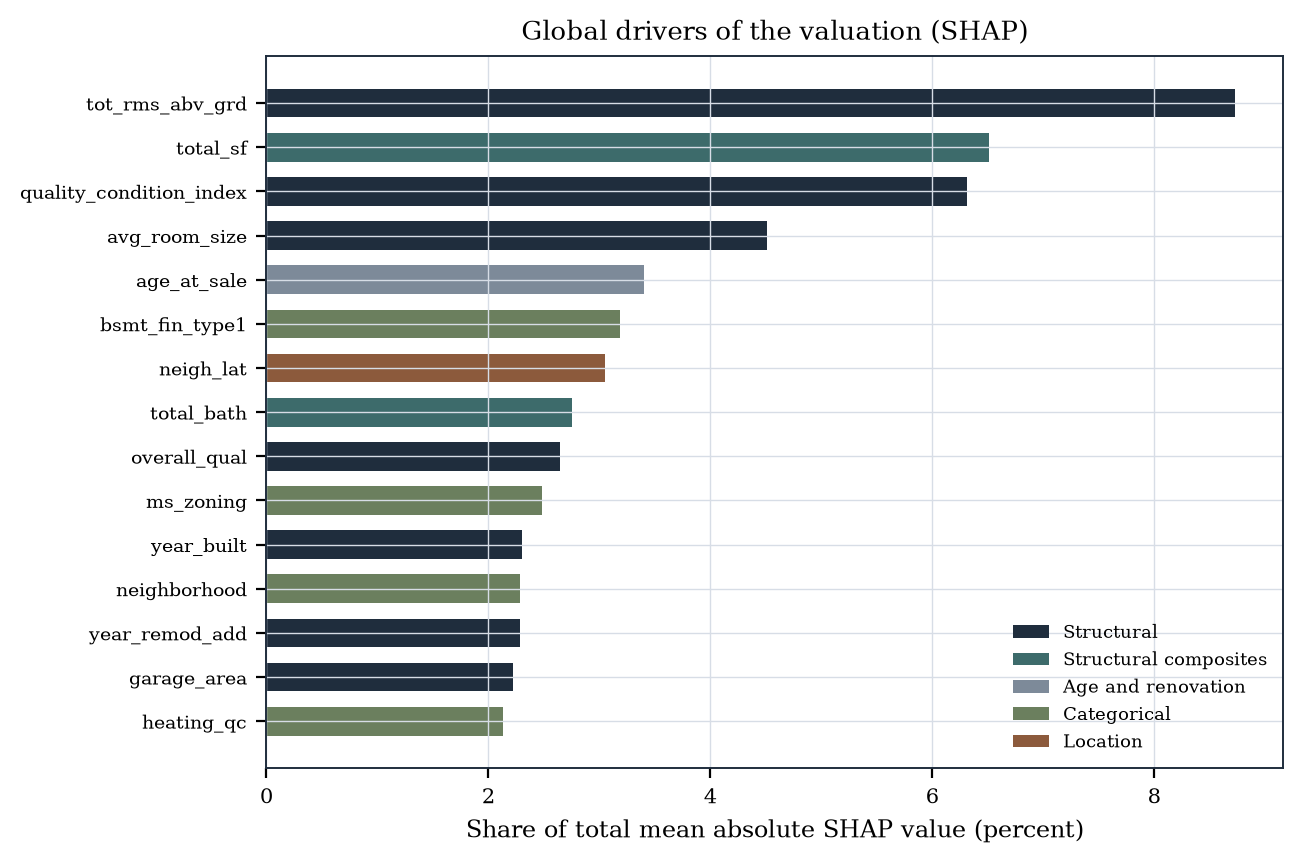 Global drivers of the valuation (SHAP)
tot_rms_abv_grd
total_sf
quality_condition_index
avg_room_size
age_at_sale
bsmt_fin_type1
neigh_lat
total_bath
overall_qual
ms_zoning
year_built
neighborhood
year_remod_add
garage_area
heating_qc
Structural
Structural composites
Age and renovation
Categorical
Location
0 2 4 6 8
Share of total mean absolute SHAP value (percent)